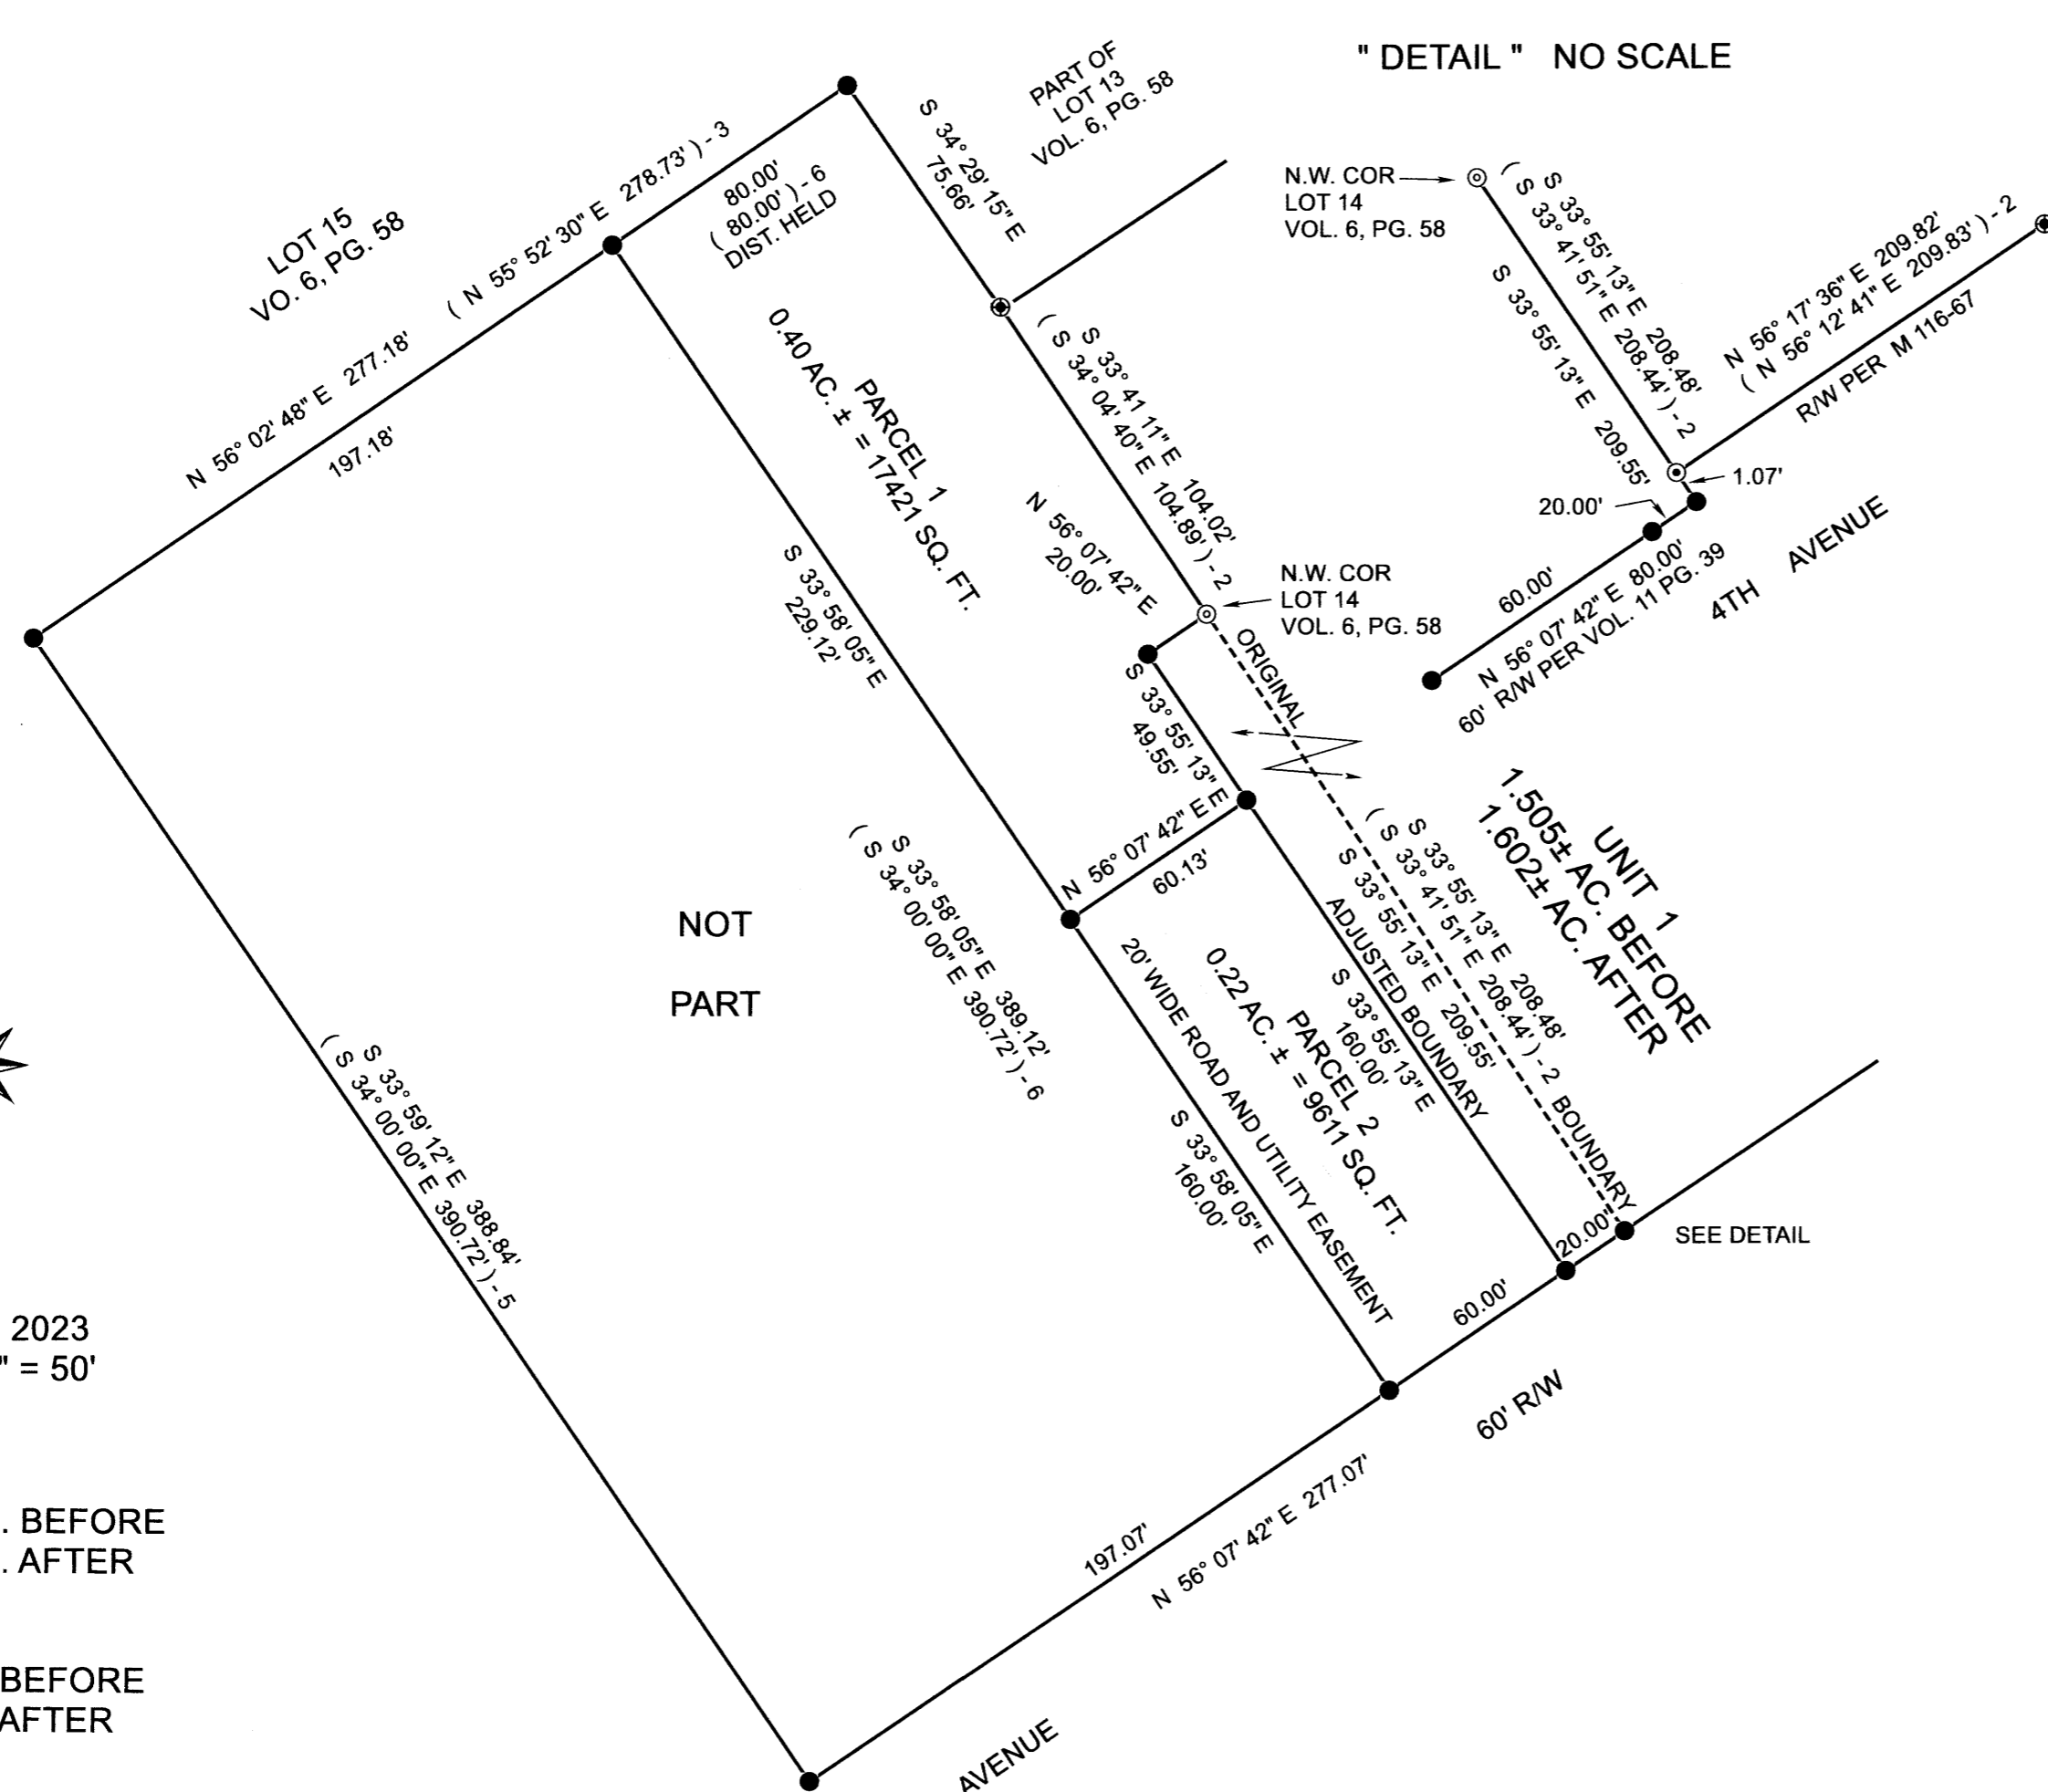 " DETAIL "   NO SCALE
PART OF
LOT 13
VOL. 6, PG. 58
S 34° 29' 15" E
75.66'
N.W. COR
LOT 14
VOL. 6, PG. 58
S 33° 55' 13" E 208.48'
( S 33° 41' 51" E 208.44' ) - 2
S 33° 55' 13" E 209.55'
N 56° 17' 36" E 209.82'
( N 56° 12' 41" E 209.83' ) - 2
R/W PER M 116-67
1.07'
20.00'
60.00'
N 56° 07' 42" E 80.00'
60' R/W PER VOL. 11 PG. 39
4TH AVENUE
LOT 15
VO. 6, PG. 58
( N 55° 52' 30" E 278.73' ) - 3
80.00'
( 80.00' ) - 6
DIST. HELD
N 56° 02' 48" E 277.18'
197.18'
PARCEL 1
0.40 AC. ± = 17421 SQ. FT.
S 33° 41 11" E 104.02'
( S 34° 04' 40" E 104.89' ) - 2
N 56° 07' 42" E
20.00'
N.W. COR
LOT 14
VOL. 6, PG. 58
S 33° 58' 05" E
229.12'
ORIGINAL
S 33° 55' 13" E
49.55'
N 56° 07' 42" E E
60.13'
S 33° 58' 05" E 389.12'
( S 34° 00' 00" E 390.72' ) - 6
NOT
PART
UNIT 1
1.505± AC. BEFORE
1.602± AC. AFTER
S 33° 55' 13" E 208.48'
( S 33° 41' 51" E 208.44' ) - 2
S 33° 55' 13" E 209.55'
BOUNDARY
ADJUSTED BOUNDARY
S 33° 55' 13" E
160.00'
PARCEL 2
0.22 AC. ± = 9611 SQ. FT.
20' WIDE ROAD AND UTILITY EASEMENT
S 33° 58' 05" E
160.00'
S 33° 59' 12" E 388.84'
( S 34° 00' 00" E 390.72' ) - 5
20.00"
SEE DETAIL
60.00'
60' R/W
197.07'
N 56° 07' 42" E 277.07'
AVENUE
2023
" = 50'
. BEFORE
. AFTER
BEFORE
AFTER